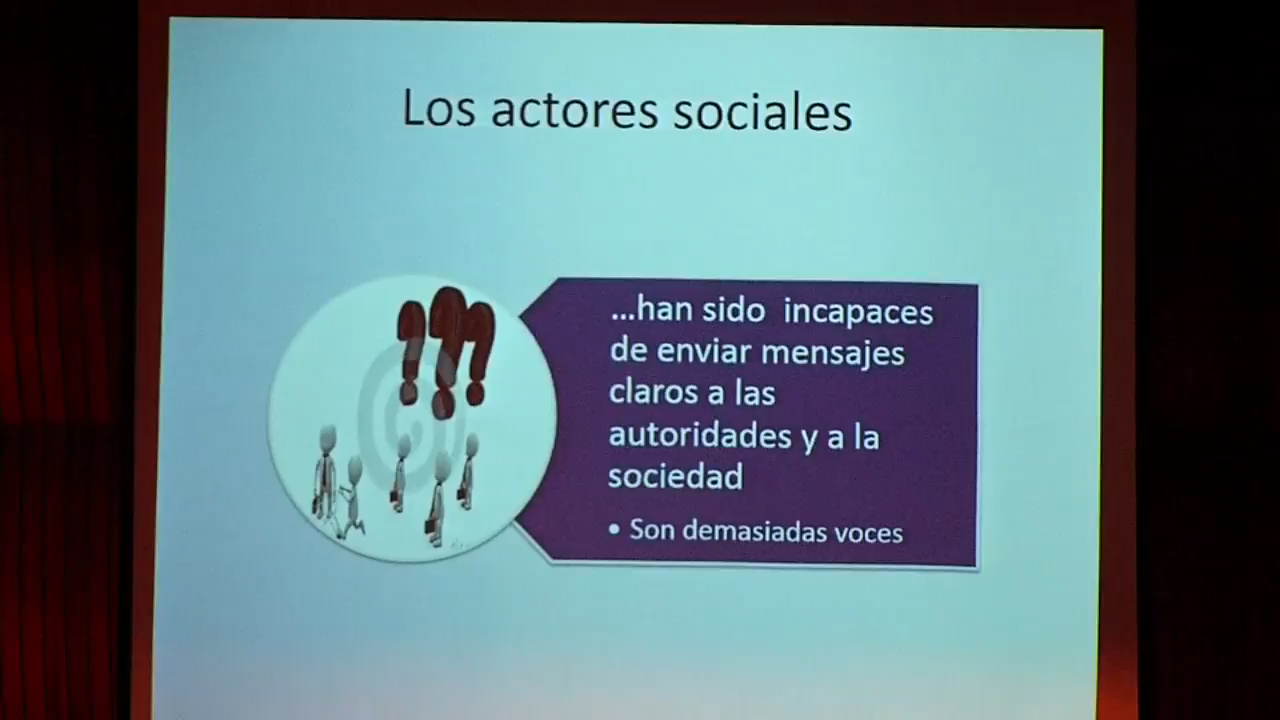 Los actores sociales
...han sido incapaces
de enviar mensajes
claros a las
autoridades y a la
sociedad
• Son demasiadas voces